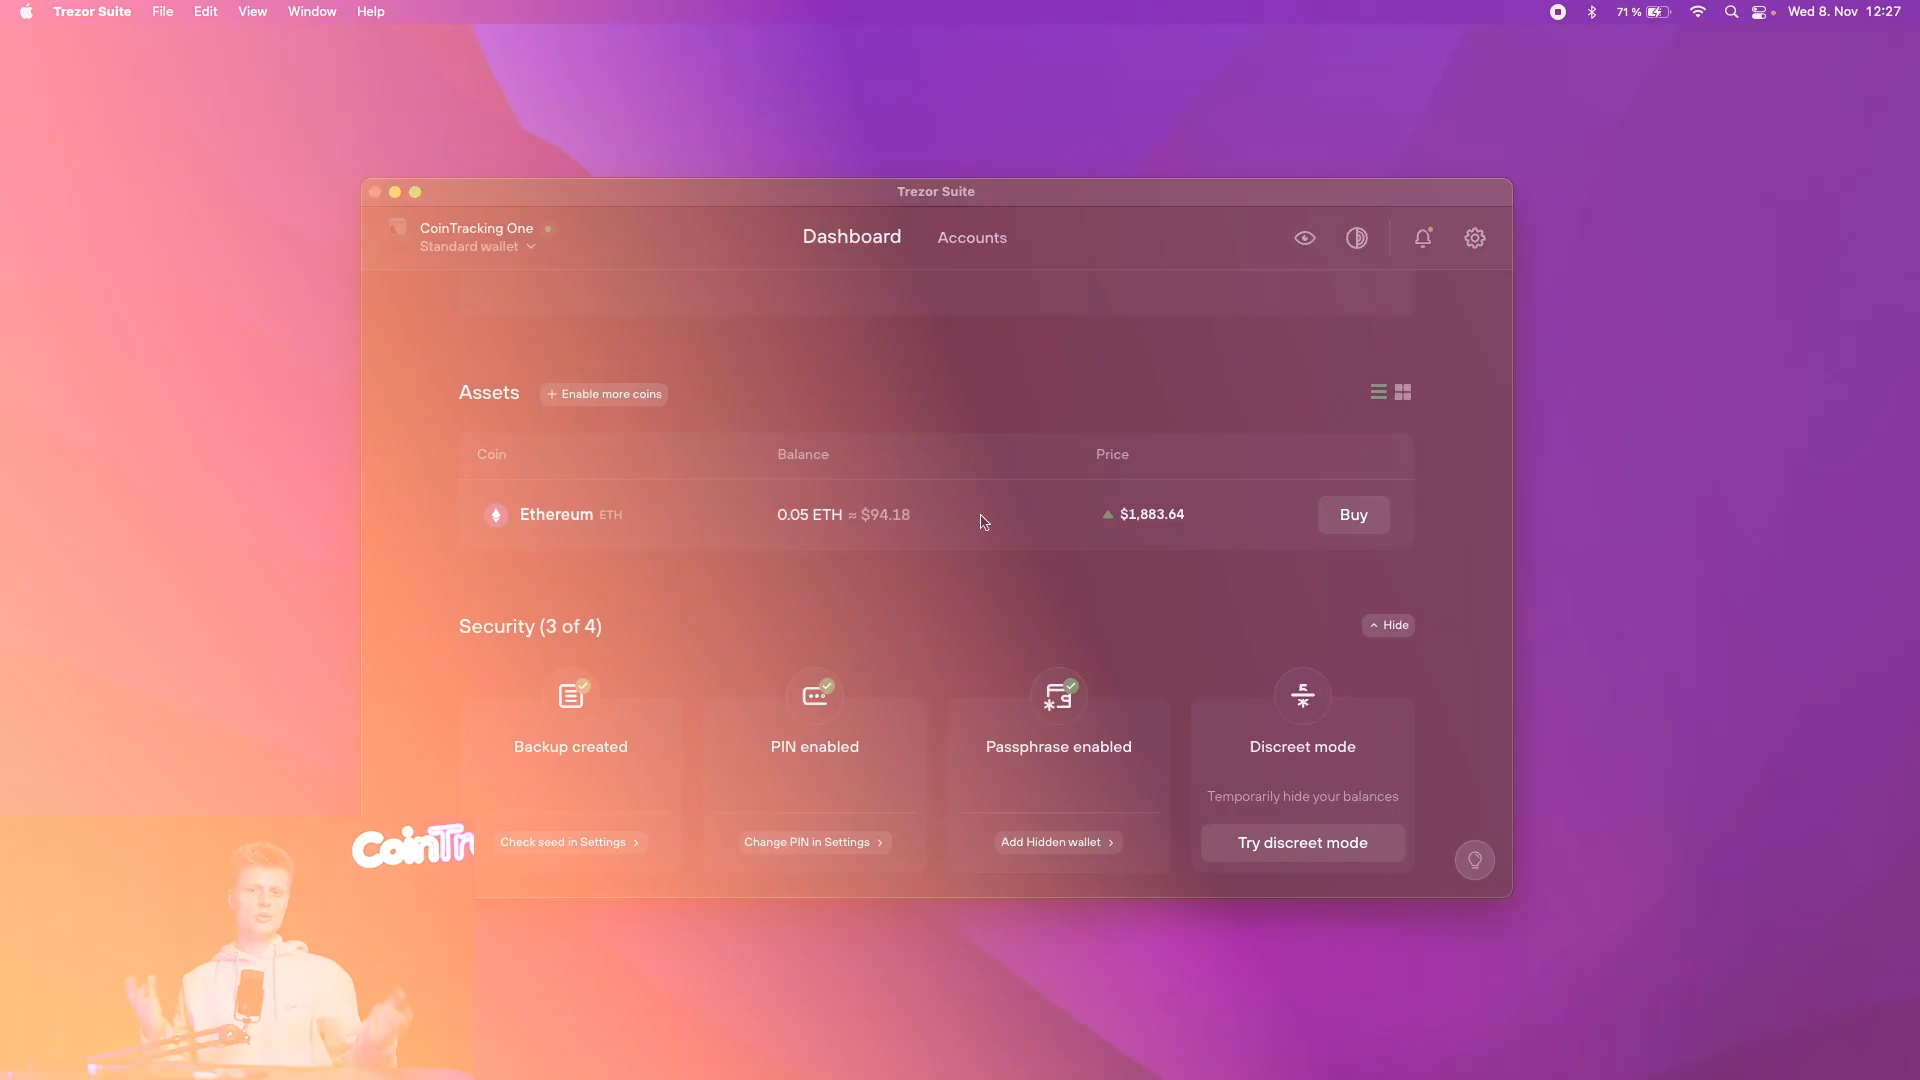 Trezor Suite File Edit View Window Help 71 % Wed 8. Nov 12:27
Trezor Suite
CoinTracking One
Standard wallet
Dashboard Accounts
Assets + Enable more coins
Coin Balance Price
Ethereum ETH 0.05 ETH ≈ $94.18 $1,883.64 Buy
Security (3 of 4) Hide
Backup created PIN enabled Passphrase enabled Discreet mode
Temporarily hide your balances
Check seed in Settings > Change PIN in Settings > Add Hidden wallet > Try discreet mode
CoinTr